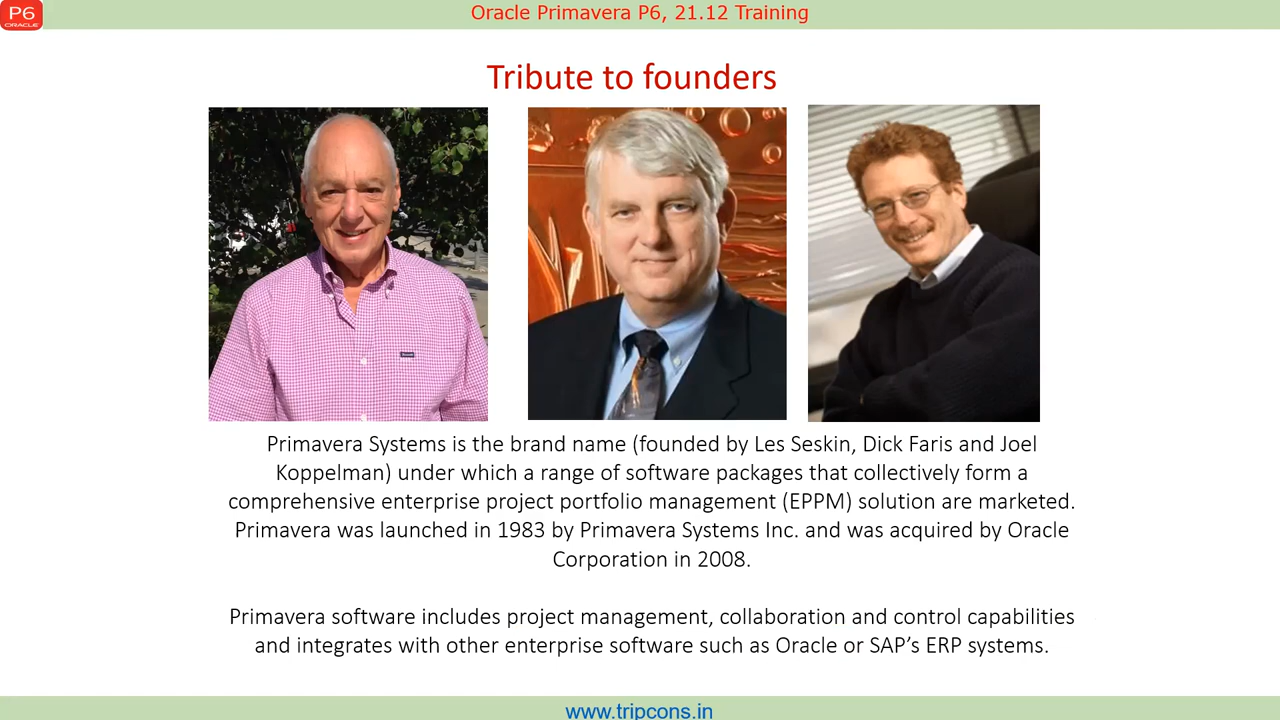 P6
ORACLE
Oracle Primavera P6, 21.12 Training
Tribute to founders
Primavera Systems is the brand name (founded by Les Seskin, Dick Faris and Joel
Koppelman) under which a range of software packages that collectively form a
comprehensive enterprise project portfolio management (EPPM) solution are marketed.
Primavera was launched in 1983 by Primavera Systems Inc. and was acquired by Oracle
Corporation in 2008.
Primavera software includes project management, collaboration and control capabilities
and integrates with other enterprise software such as Oracle or SAP’s ERP systems.
www.tripcons.in